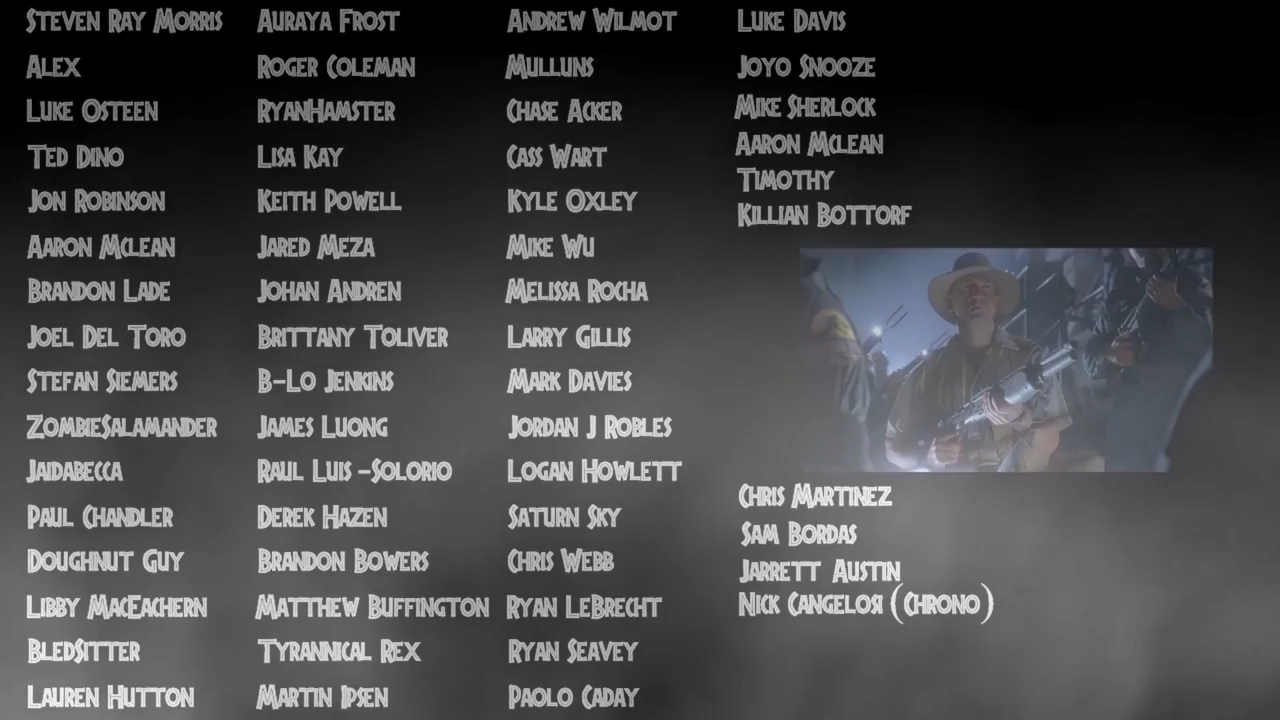 Steven Ray Morris
Alex
Luke Osteen
Ted Dino
Jon Robinson
Aaron Mclean
Brandon Lade
Joel Del Toro
Stefan Siemers
ZombieSalamander
Jaidabecca
Paul Chandler
Doughnut Guy
Libby MacEachern
BledSitter
Lauren Hutton
Auraya Frost
Roger Coleman
RyanHamster
Lisa Kay
Keith Powell
Jared Meza
Johan Andren
Brittany Toliver
B-Lo Jenkins
James Luong
Raul Luis -Solorio
Derek Hazen
Brandon Bowers
Matthew Buffington
Tyrannical Rex
Martin Ipsen
Andrew Wilmot
Mulluns
Chase Acker
Cass Wart
Kyle Oxley
Mike Wu
Melissa Rocha
Larry Gillis
Mark Davies
Jordan J Robles
Logan Howlett
Saturn Sky
Chris Webb
Ryan LeBrecht
Ryan Seavey
Paolo Caday
Luke Davis
Joyo Snooze
Mike Sherlock
Aaron Mclean
Timothy
Killian Bottorf
Chris Martinez
Sam Bordas
Jarrett Austin
Nick Cangelosi (Chrono)